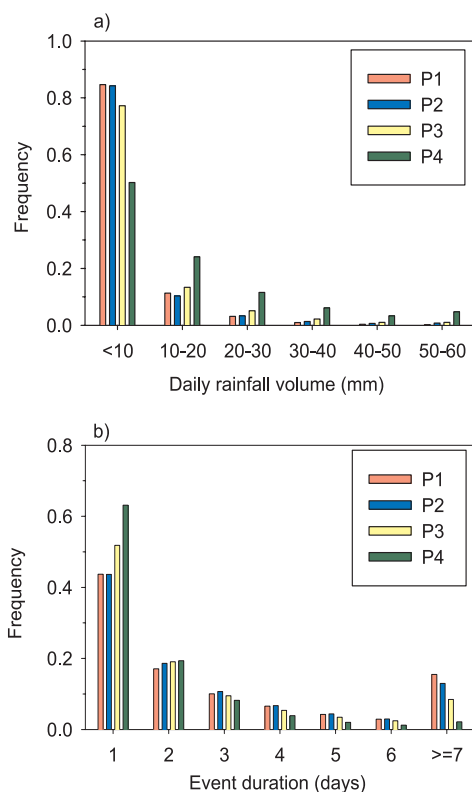 a)
1.0
0.8
0.6
0.4
0.2
0.0
Frequency
P1
P2
P3
P4
<10 10-20 20-30 30-40 40-50 50-60
Daily rainfall volume (mm)
b)
0.8
0.6
0.4
0.2
0.0
Frequency
P1
P2
P3
P4
1 2 3 4 5 6 >=7
Event duration (days)